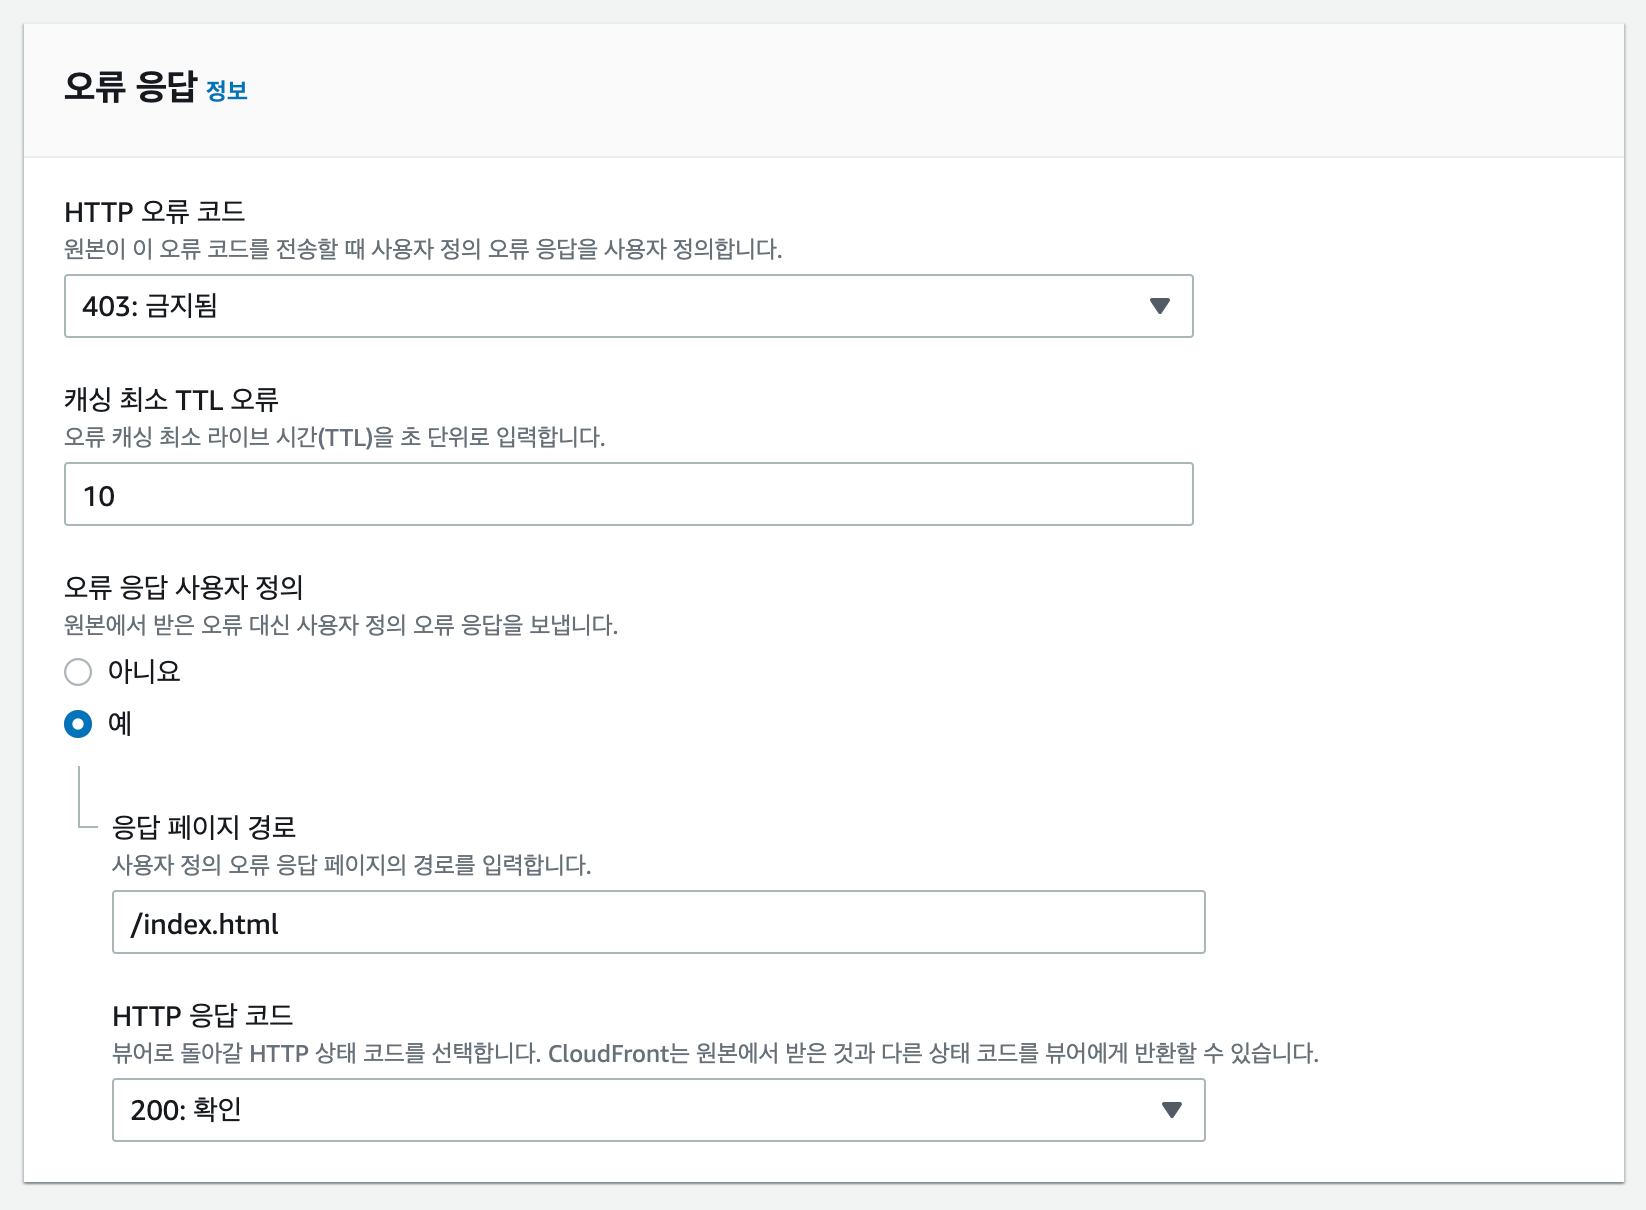 오류 응답 정보
HTTP 오류 코드
원본이 이 오류 코드를 전송할 때 사용자 정의 오류 응답을 사용자 정의합니다.
403: 금지됨
캐싱 최소 TTL 오류
오류 캐싱 최소 라이브 시간(TTL)을 초 단위로 입력합니다.
10
오류 응답 사용자 정의
원본에서 받은 오류 대신 사용자 정의 오류 응답을 보냅니다.
아니요
예
응답 페이지 경로
사용자 정의 오류 응답 페이지의 경로를 입력합니다.
/index.html
HTTP 응답 코드
뷰어로 돌아갈 HTTP 상태 코드를 선택합니다. CloudFront는 원본에서 받은 것과 다른 상태 코드를 뷰어에게 반환할 수 있습니다.
200: 확인